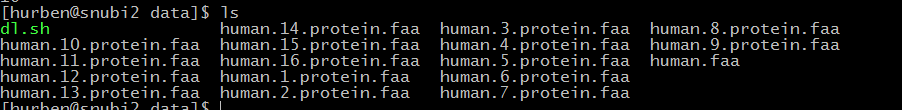 [hurben@snubi2 data]$ ls
dl.sh human.14.protein.faa human.3.protein.faa human.8.protein.faa
human.10.protein.faa human.15.protein.faa human.4.protein.faa human.9.protein.faa
human.11.protein.faa human.16.protein.faa human.5.protein.faa human.faa
human.12.protein.faa human.1.protein.faa human.6.protein.faa
human.13.protein.faa human.2.protein.faa human.7.protein.faa
[hurben@snubi2 data]$